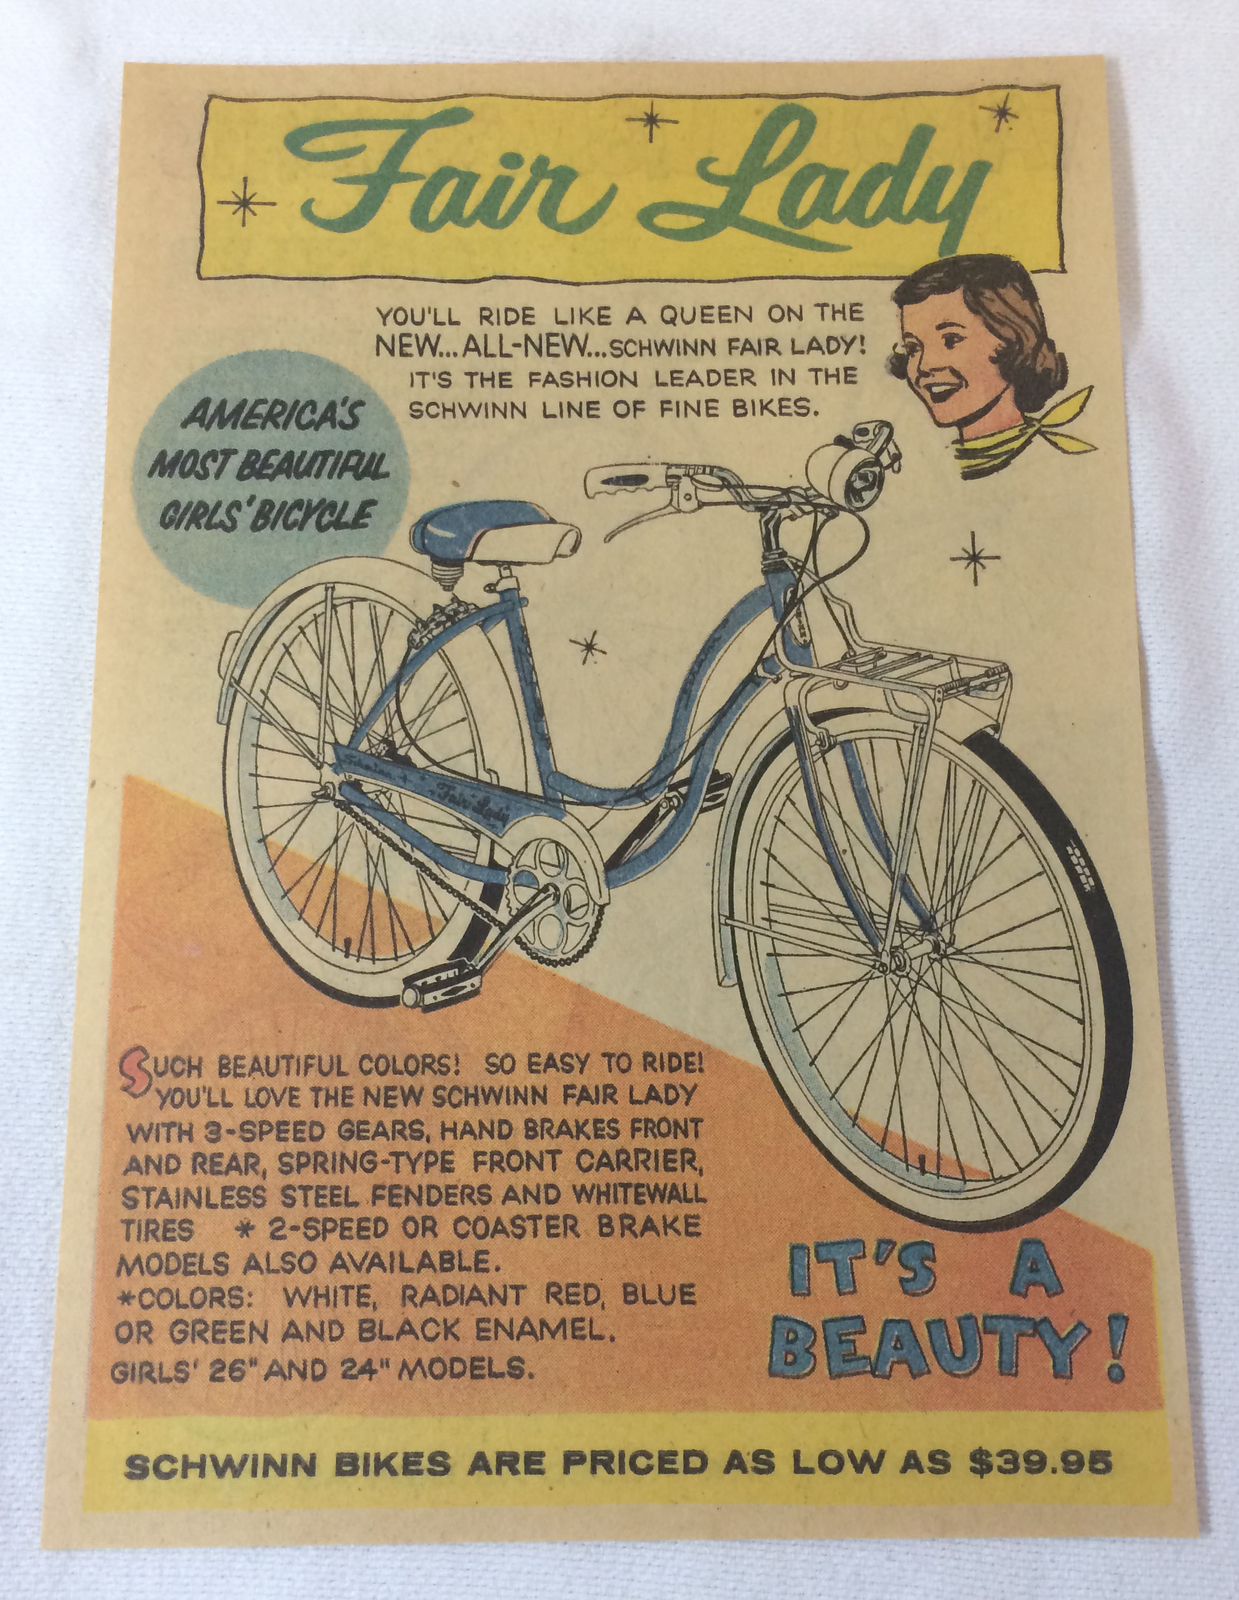 Fair Lady
YOU'LL RIDE LIKE A QUEEN ON THE
NEW...ALL-NEW...SCHWINN FAIR LADY!
IT'S THE FASHION LEADER IN THE
SCHWINN LINE OF FINE BIKES.
AMERICA'S
MOST BEAUTIFUL
GIRLS' BICYCLE
Schwinn
Fair Lady
SUCH BEAUTIFUL COLORS! SO EASY TO RIDE!
YOU'LL LOVE THE NEW SCHWINN FAIR LADY
WITH 3-SPEED GEARS, HAND BRAKES FRONT
AND REAR, SPRING-TYPE FRONT CARRIER,
STAINLESS STEEL FENDERS AND WHITEWALL
TIRES * 2-SPEED OR COASTER BRAKE
MODELS ALSO AVAILABLE.
*COLORS: WHITE, RADIANT RED, BLUE
OR GREEN AND BLACK ENAMEL.
GIRLS' 26" AND 24" MODELS.
IT'S A
BEAUTY!
SCHWINN BIKES ARE PRICED AS LOW AS $39.95